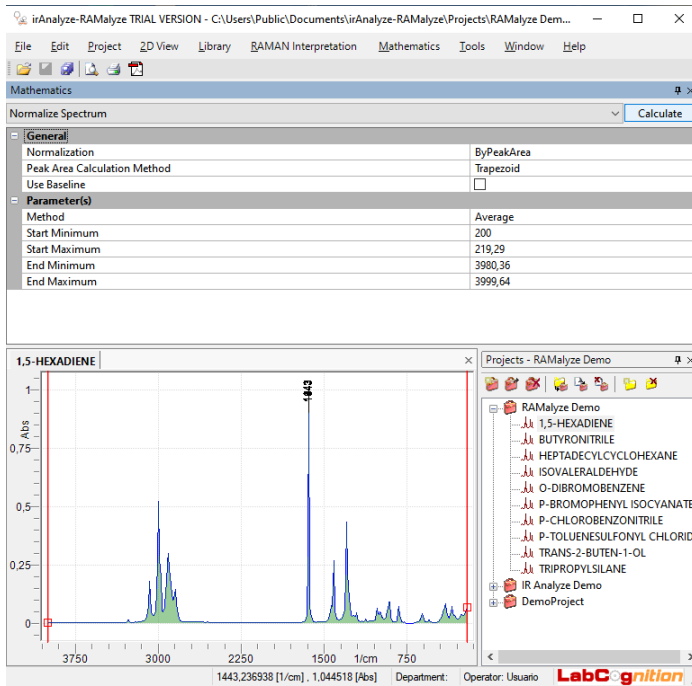 irAnalyze-RAMalyze TRIAL VERSION - C:\Users\Public\Documents\irAnalyze-RAMalyze\Projects\RAMalyze Dem...
File Edit Project 2D View Library RAMAN Interpretation Mathematics Tools Window Help
Mathematics
Normalize Spectrum Calculate
General
Normalization ByPeakArea
Peak Area Calculation Method Trapezoid
Use Baseline
Parameter(s)
Method Average
Start Minimum 200
Start Maximum 219,29
End Minimum 3980,36
End Maximum 3999,64
1,5-HEXADIENE
1
0,75
0,5
0,25
0
Abs
3750 3000 2250 1500 1/cm 750
Projects - RAMalyze Demo
RAMalyze Demo
1,5-HEXADIENE
BUTYRONITRILE
HEPTADECYLCYCLOHEXANE
ISOVALERALDEHYDE
O-DIBROMOBENZENE
P-BROMOPHENYL ISOCYANATE
P-CHLOROBENZONITRILE
P-TOLUENESULFONYL CHLORID
TRANS-2-BUTEN-1-OL
TRIPROPYLSILANE
IR Analyze Demo
DemoProject
1443,236938 [1/cm] , 1,044518 [Abs] Department: Operator: Usuario LabCognition